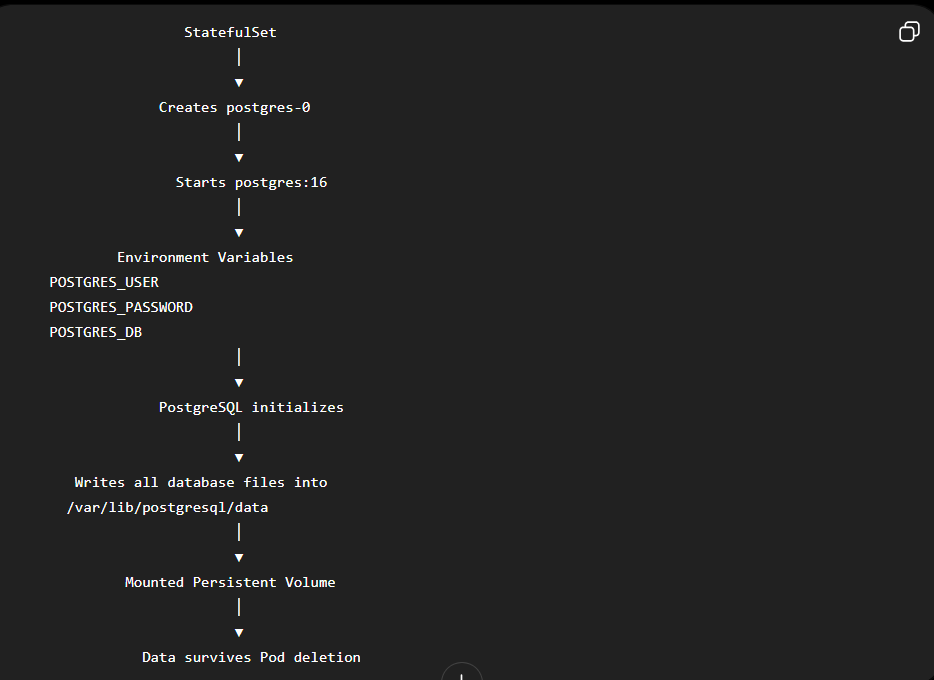 StatefulSet
│
▼
Creates postgres-0
│
▼
Starts postgres:16
│
▼
Environment Variables
POSTGRES_USER
POSTGRES_PASSWORD
POSTGRES_DB
│
▼
PostgreSQL initializes
│
▼
Writes all database files into
/var/lib/postgresql/data
│
▼
Mounted Persistent Volume
│
▼
Data survives Pod deletion